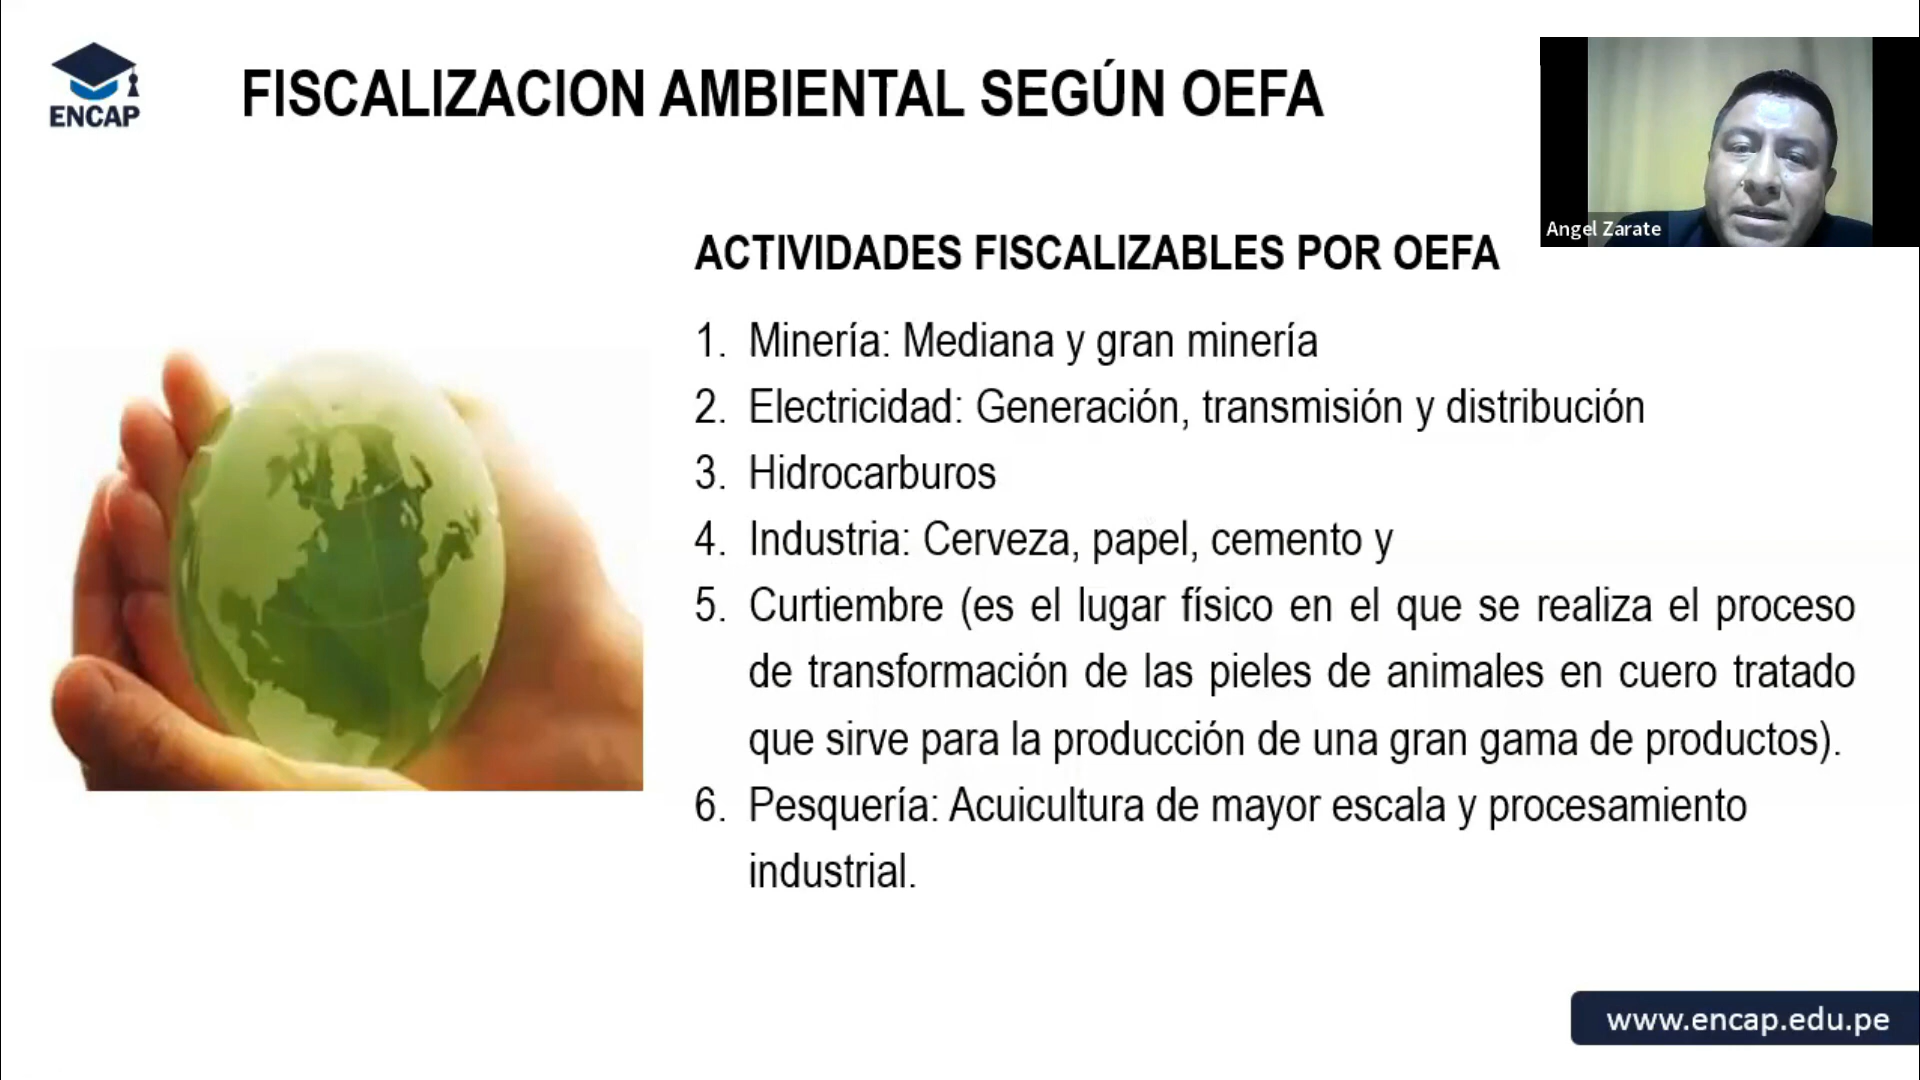 ENCAP
FISCALIZACION AMBIENTAL SEGÚN OEFA
Angel Zarate
ACTIVIDADES FISCALIZABLES POR OEFA
1. Minería: Mediana y gran minería
2. Electricidad: Generación, transmisión y distribución
3. Hidrocarburos
4. Industria: Cerveza, papel, cemento y
5. Curtiembre (es el lugar físico en el que se realiza el proceso
de transformación de las pieles de animales en cuero tratado
que sirve para la producción de una gran gama de productos).
6. Pesquería: Acuicultura de mayor escala y procesamiento
industrial.
www.encap.edu.pe